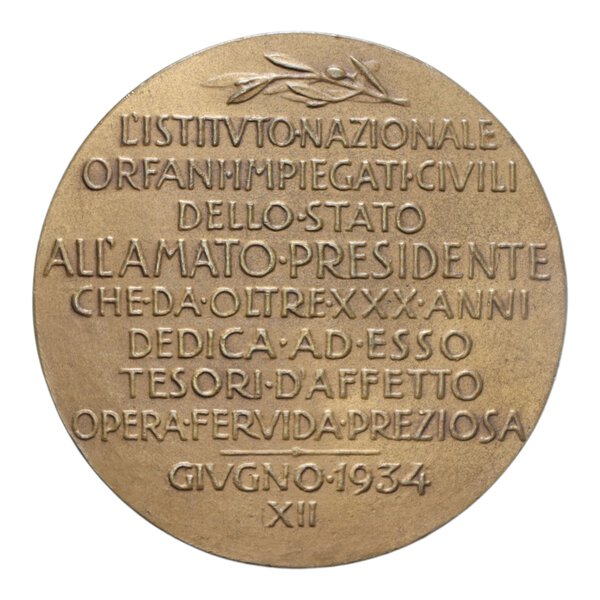 L'ISTITVTO·NAZIONALE
ORFANI·IMPIEGATI·CIVILI
DELLO·STATO
ALL'AMATO·PRESIDENTE
CHE·DA·OLTRE·XXX·ANNI
DEDICA·AD·ESSO
TESORI·D'AFFETTO
OPERA·FERVIDA·PREZIOSA
GIVGNO·1934
XII